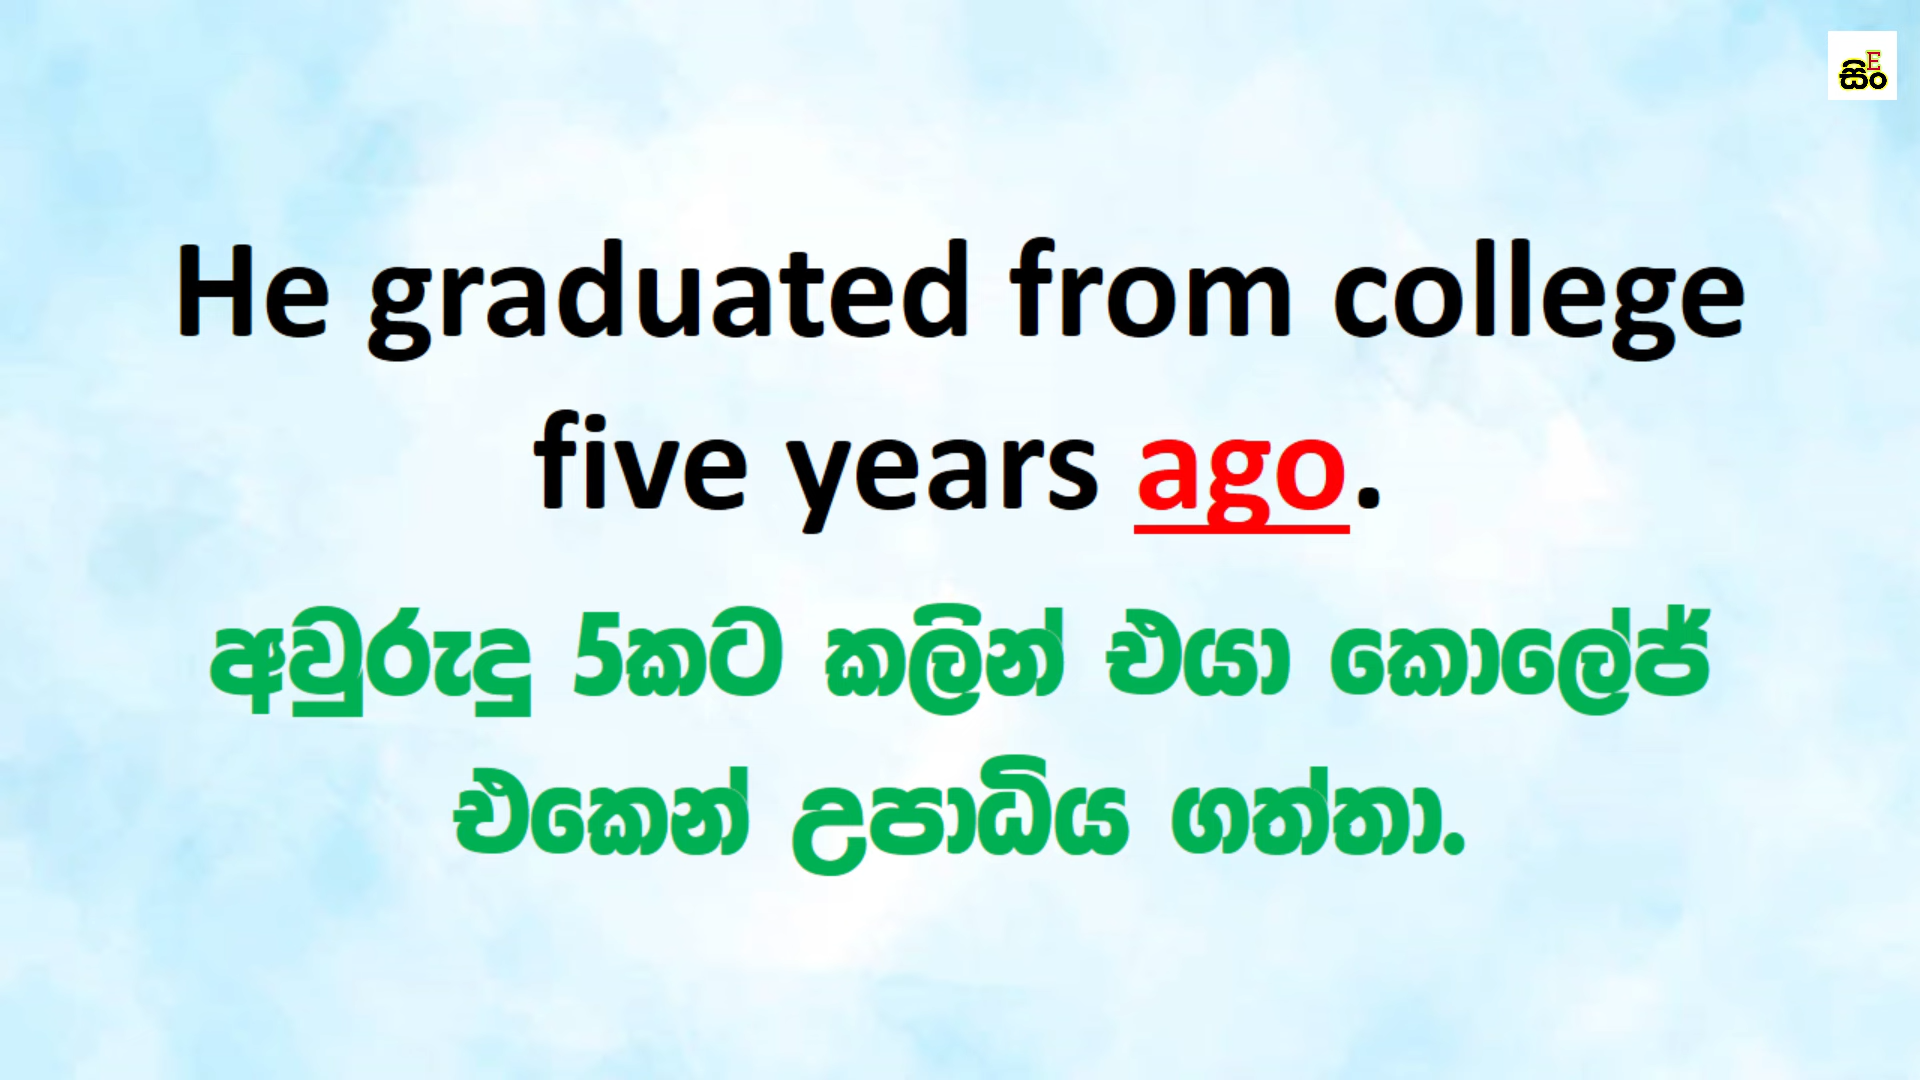 E
සිං
He graduated from college
five years ago.
අවුරුදු 5කට කලින් එයා කොලේජ්
එකෙන් උපාධිය ගත්තා.